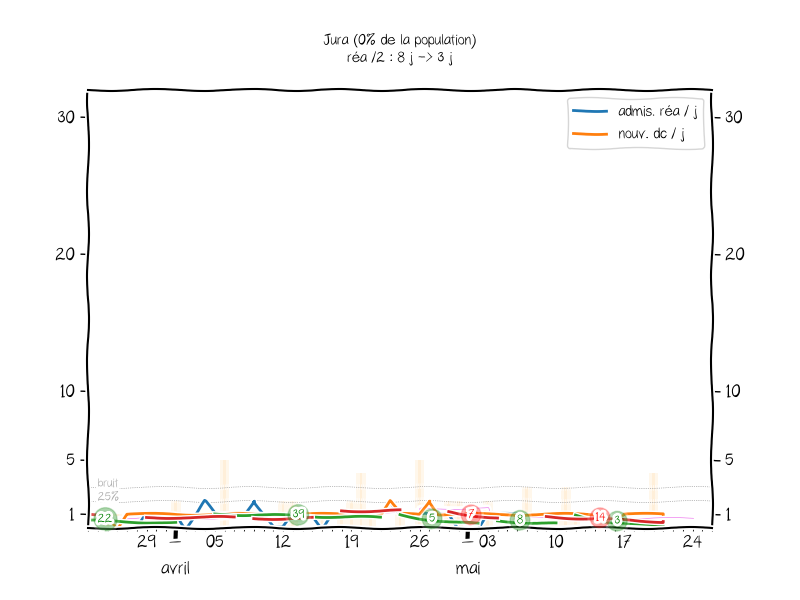 Jura (0% de la population)
réa /2 : 8 j -> 3 j
admis. réa / j
nouv. dc / j
30 30
20 20
10 10
5 5
bruit
25%
1 1
22 39 5 7 8 14 3
29 05 12 19 26 03 10 17 24
avril mai